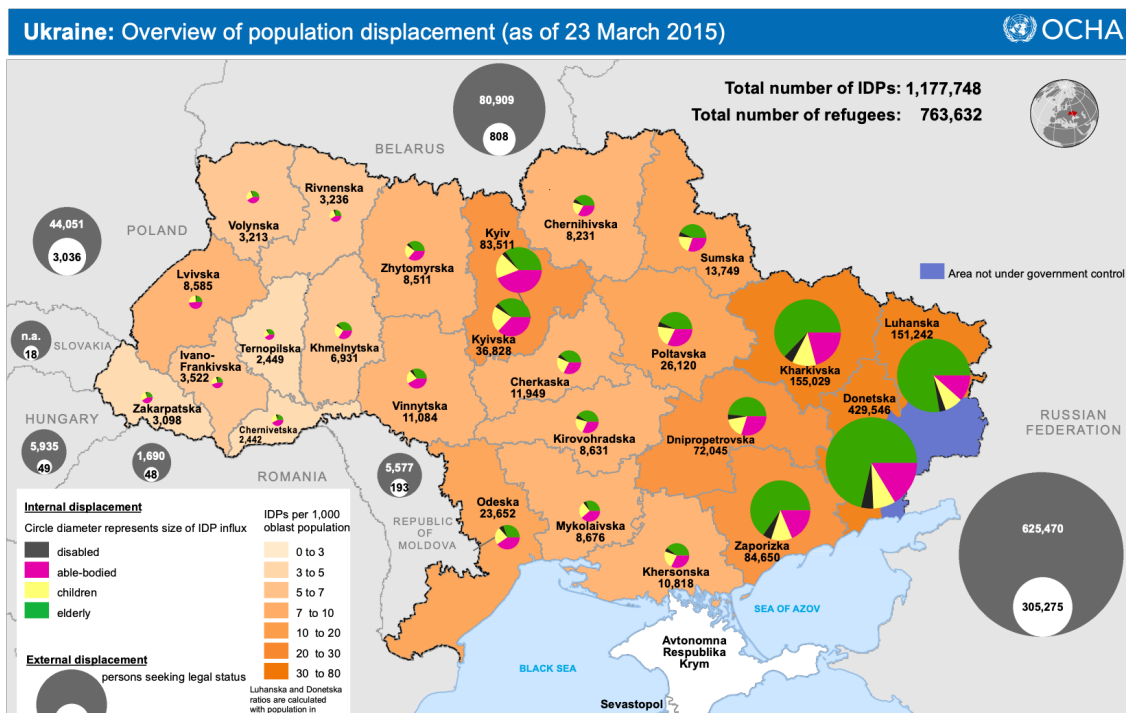 Ukraine: Overview of population displacement (as of 23 March 2015)
OCHA
Total number of IDPs: 1,177,748
Total number of refugees: 763,632
80,909
808
BELARUS
44,051
3,036
POLAND
n.a.
18
SLOVAKIA
HUNGARY
5,935
49
1,690
48
ROMANIA
5,577
193
REPUBLIC
OF
MOLDOVA
RUSSIAN
FEDERATION
625,470
305,275
Area not under government control
Volynska
3,213
Rivnenska
3,236
Zhytomyrska
8,511
Kyiv
83,511
Kyivska
36,828
Chernihivska
8,231
Sumska
13,749
Lvivska
8,585
Ternopilska
2,449
Khmelnytska
6,931
Ivano-
Frankivska
3,522
Zakarpatska
3,098
Chernivetska
2,442
Vinnytska
11,084
Cherkaska
11,949
Poltavska
26,120
Kharkivska
155,029
Luhanska
151,242
Donetska
429,546
Kirovohradska
8,631
Dnipropetrovska
72,045
Odeska
23,652
Mykolaivska
8,676
Khersonska
10,818
Zaporizka
84,650
SEA OF AZOV
BLACK SEA
Avtonomna
Respublika
Krym
Sevastopol
Internal displacement
Circle diameter represents size of IDP influx
disabled
able-bodied
children
elderly
External displacement
persons seeking legal status
IDPs per 1,000
oblast population
0 to 3
3 to 5
5 to 7
7 to 10
10 to 20
20 to 30
30 to 80
Luhanska and Donetska
ratios are calculated
with population in